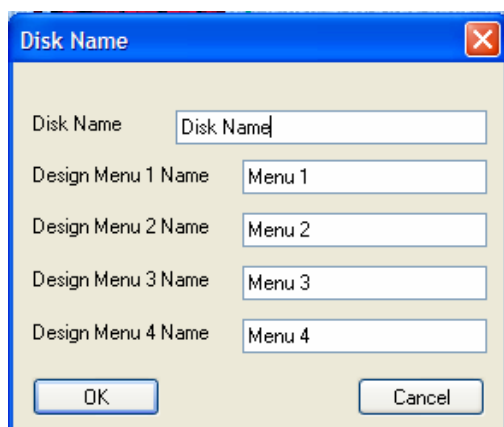 Disk Name
Disk Name Disk Name
Design Menu 1 Name Menu 1
Design Menu 2 Name Menu 2
Design Menu 3 Name Menu 3
Design Menu 4 Name Menu 4
OK Cancel